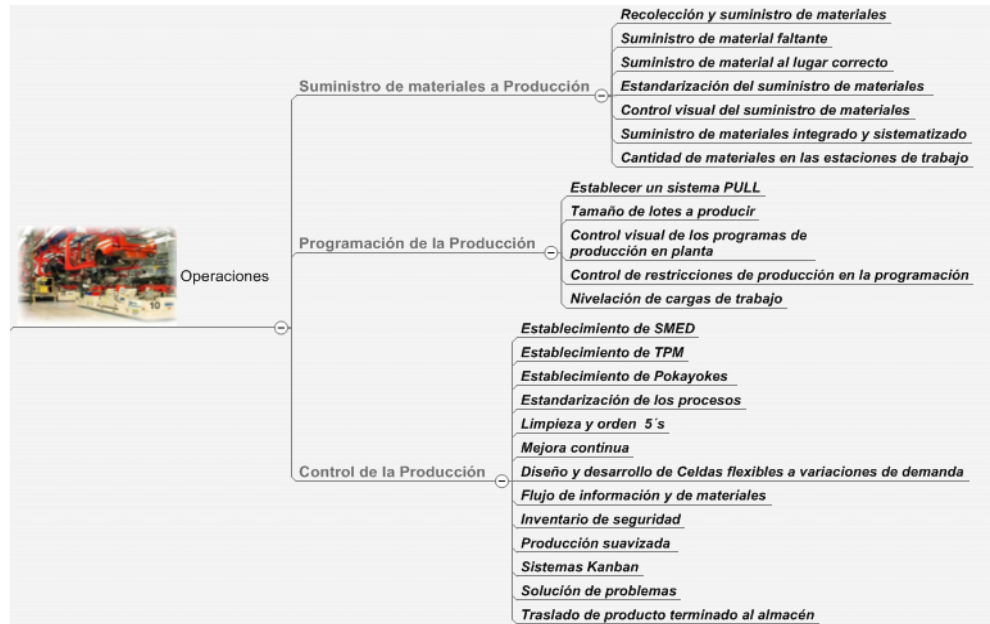 Operaciones
10
Suministro de materiales a Producción
Recolección y suministro de materiales
Suministro de material faltante
Suministro de material al lugar correcto
Estandarización del suministro de materiales
Control visual del suministro de materiales
Suministro de materiales integrado y sistematizado
Cantidad de materiales en las estaciones de trabajo
Programación de la Producción
Establecer un sistema PULL
Tamaño de lotes a producir
Control visual de los programas de
producción en planta
Control de restricciones de producción en la programación
Nivelación de cargas de trabajo
Control de la Producción
Establecimiento de SMED
Establecimiento de TPM
Establecimiento de Pokayokes
Estandarización de los procesos
Limpieza y orden 5´s
Mejora continua
Diseño y desarrollo de Celdas flexibles a variaciones de demanda
Flujo de información y de materiales
Inventario de seguridad
Producción suavizada
Sistemas Kanban
Solución de problemas
Traslado de producto terminado al almacén